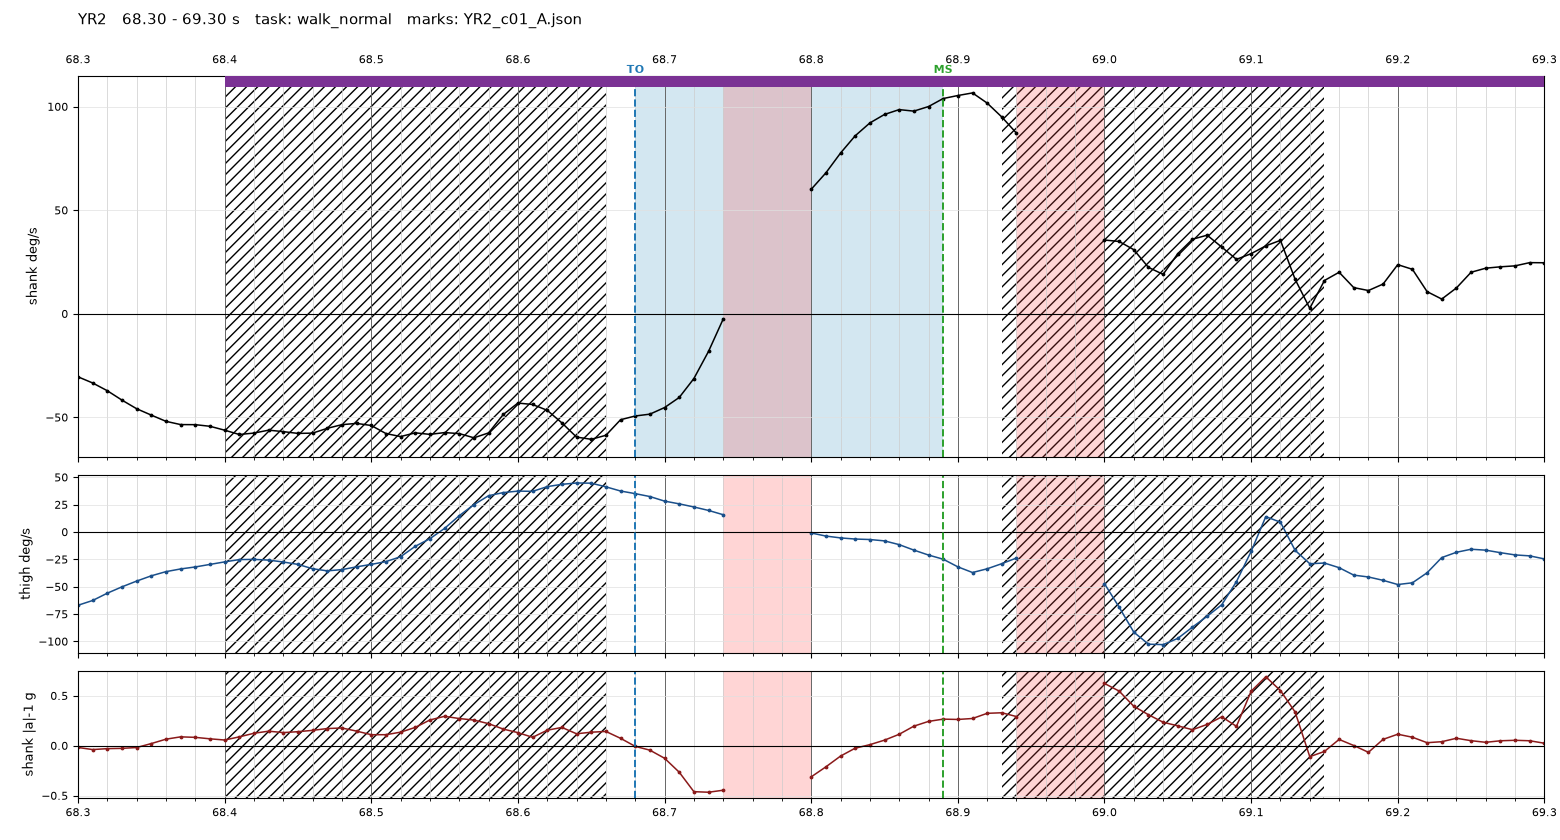 YR2   68.30 - 69.30 s   task: walk_normal   marks: YR2_c01_A.json
68.3 68.4 68.5 68.6 68.7 68.8 68.9 69.0 69.1 69.2 69.3
TO MS
shank deg/s
100
50
0
−50
thigh deg/s
50
25
0
−25
−50
−75
−100
shank |a|-1 g
0.5
0.0
−0.5
68.3 68.4 68.5 68.6 68.7 68.8 68.9 69.0 69.1 69.2 69.3